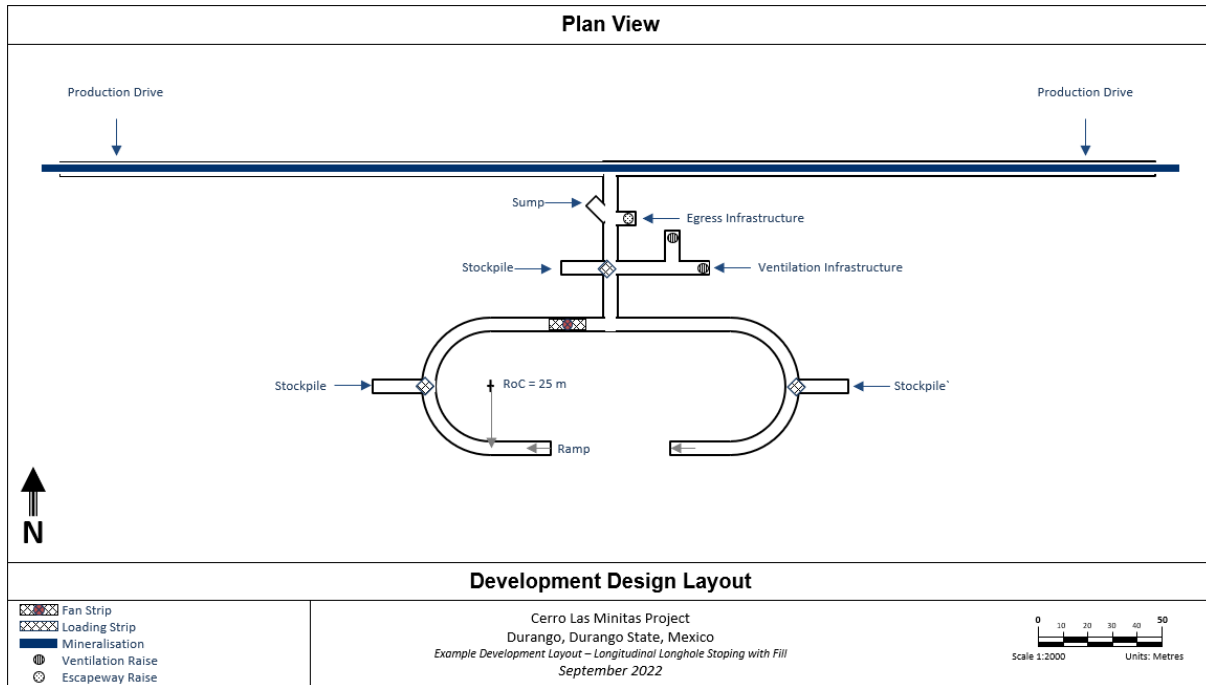 Plan View
Production Drive
Production Drive
Sump
Egress Infrastructure
Stockpile
Ventilation Infrastructure
Stockpile
RoC = 25 m
Stockpile`
Ramp
N
Development Design Layout
Fan Strip
Loading Strip
Mineralisation
Ventilation Raise
Escapeway Raise
Cerro Las Minitas Project
Durango, Durango State, Mexico
Example Development Layout – Longitudinal Longhole Stoping with Fill
September 2022
0 10 20 30 40 50
Scale 1:2000 Units: Metres